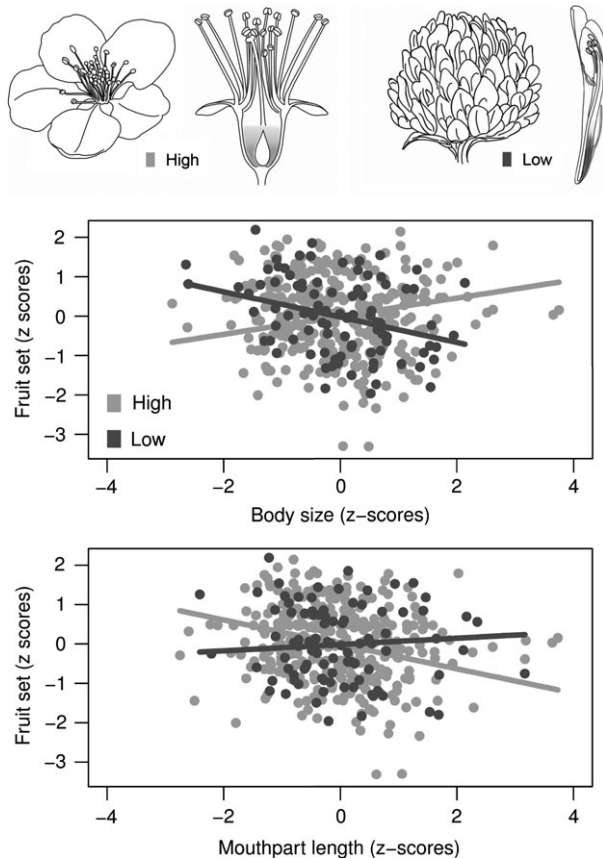 High
Low
Fruit set (z scores)
2
1
0
−1
−2
−3
High
Low
−4
−2
0
2
4
Body size (z-scores)
Fruit set (z scores)
2
1
0
−1
−2
−3
−4
−2
0
2
4
Mouthpart length (z-scores)